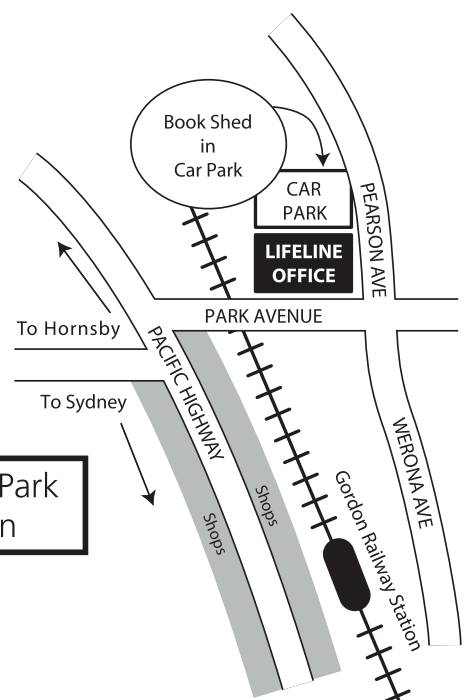 Book Shed
in
Car Park
CAR
PARK
LIFELINE
OFFICE
PEARSON AVE
PARK AVENUE
To Hornsby
PACIFIC HIGHWAY
To Sydney
WERONA AVE
Park
n
Shops
Shops
Gordon Railway Station